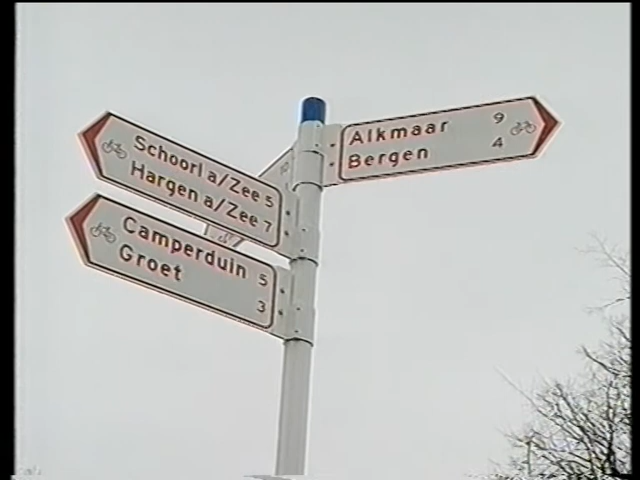 Schoorl a/Zee 5
Hargen a/Zee 7
Camperduin 5
Groet 3
Alkmaar 9
Bergen 4